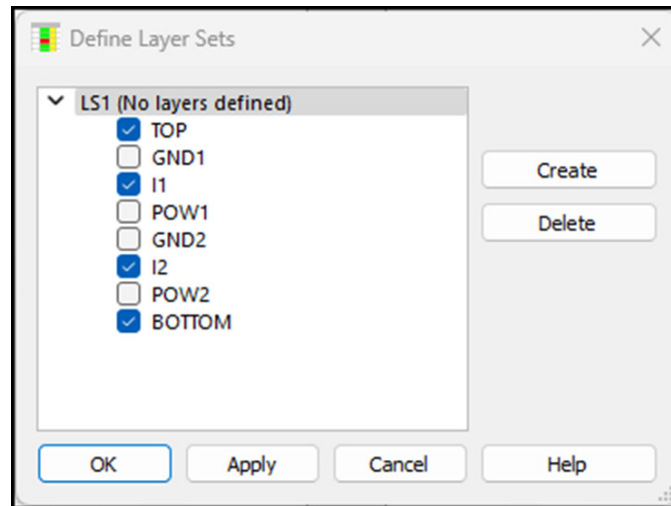 Define Layer Sets
LS1 (No layers defined)
TOP
GND1
I1
POW1
GND2
I2
POW2
BOTTOM
Create
Delete
OK Apply Cancel Help